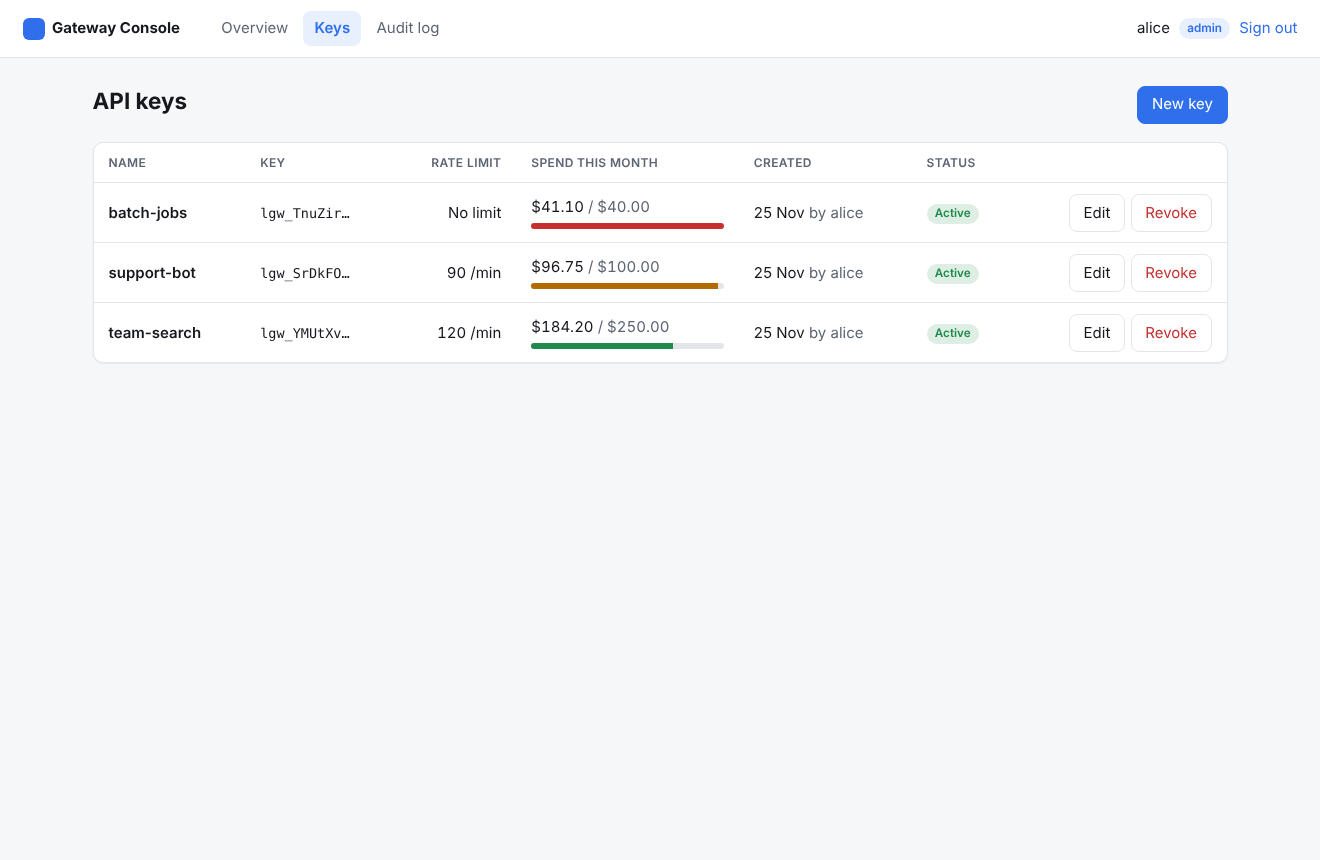 Gateway Console Overview Keys Audit log alice admin Sign out
API keys New key
NAME KEY RATE LIMIT SPEND THIS MONTH CREATED STATUS
batch-jobs lgw_TnuZir… No limit $41.10 / $40.00 25 Nov by alice Active Edit Revoke
support-bot lgw_SrDkFO… 90 /min $96.75 / $100.00 25 Nov by alice Active Edit Revoke
team-search lgw_YMUtXv… 120 /min $184.20 / $250.00 25 Nov by alice Active Edit Revoke